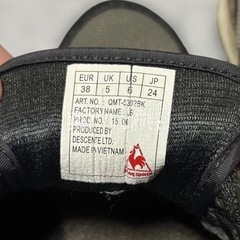 EUR UK US JP
38 5 6 24
ART. NO. : QMT-5302BK
FACTORY NAME : LB
PROD. NO. : 15 06
PRODUCED BY
DESCENTE LTD.
MADE IN VIETNAM
le coq sportif